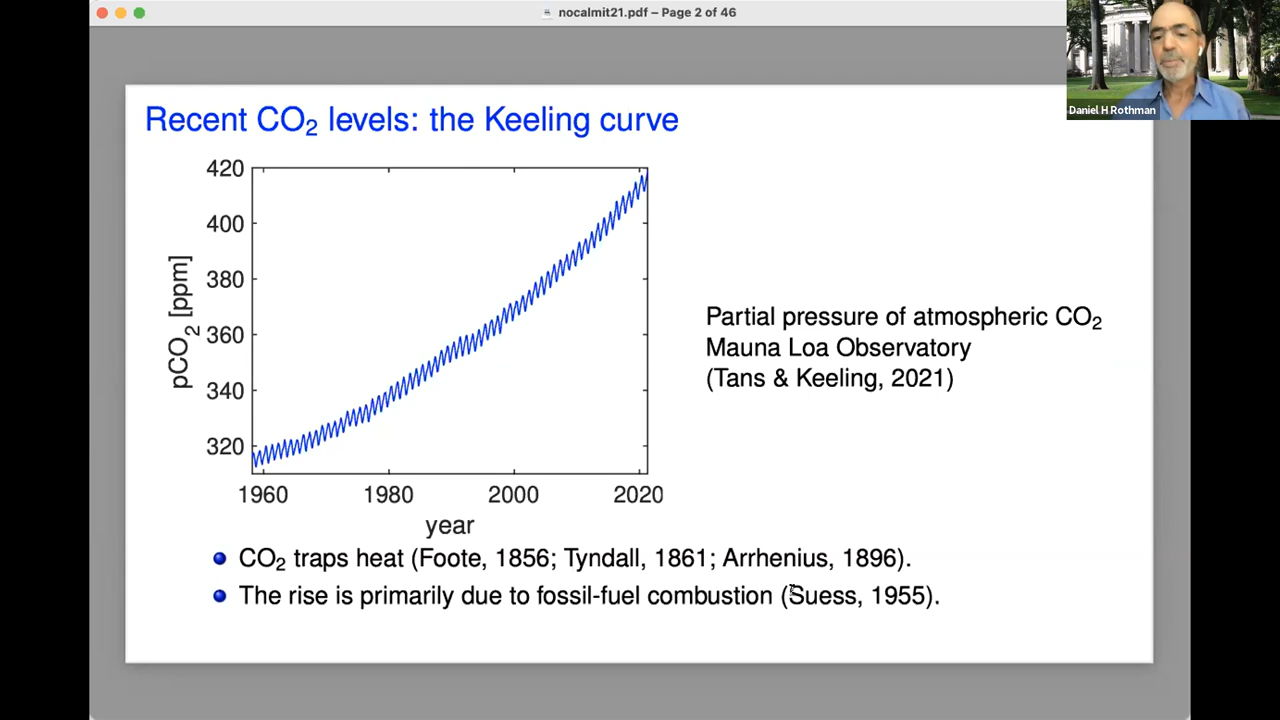 nocalmit21.pdf – Page 2 of 46
Daniel H Rothman
Recent CO₂ levels: the Keeling curve
420
400
380
360
340
320
pCO₂ [ppm]
1960 1980 2000 2020
year
Partial pressure of atmospheric CO₂
Mauna Loa Observatory
(Tans & Keeling, 2021)
CO₂ traps heat (Foote, 1856; Tyndall, 1861; Arrhenius, 1896).
The rise is primarily due to fossil-fuel combustion (Suess, 1955).